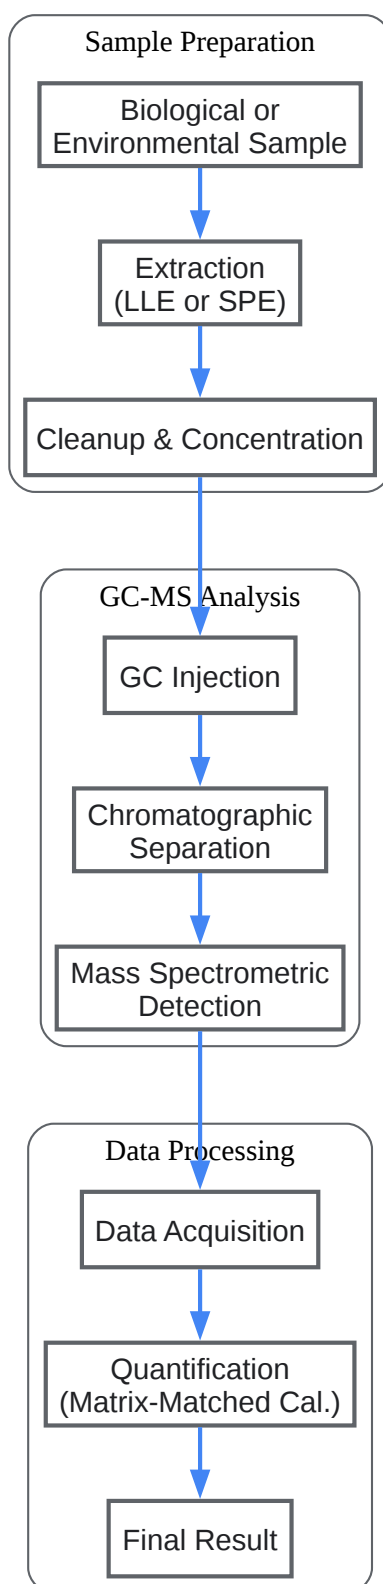 Sample Preparation
Biological or
Environmental Sample
Extraction
(LLE or SPE)
Cleanup & Concentration
GC-MS Analysis
GC Injection
Chromatographic
Separation
Mass Spectrometric
Detection
Data Processing
Data Acquisition
Quantification
(Matrix-Matched Cal.)
Final Result